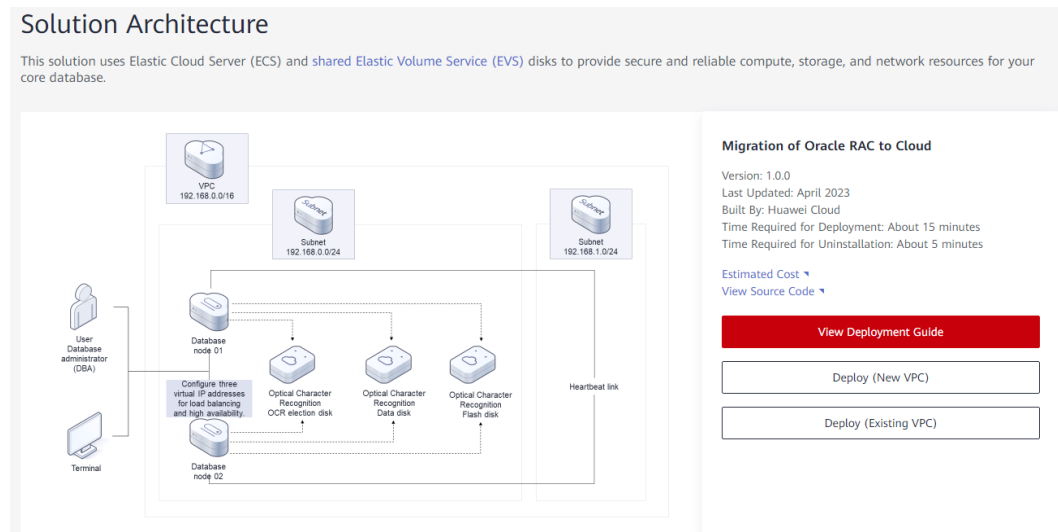 Solution Architecture
This solution uses Elastic Cloud Server (ECS) and shared Elastic Volume Service (EVS) disks to provide secure and reliable compute, storage, and network resources for your
core database.
VPC
192.168.0.0/16
Subnet
Subnet
192.168.0.0/24
Subnet
Subnet
192.168.1.0/24
User
Database
administrator
(DBA)
Terminal
Database
node 01
Configure three
virtual IP addresses
for load balancing
and high availability.
Database
node 02
Optical Character
Recognition
OCR election disk
Optical Character
Recognition
Data disk
Optical Character
Recognition
Flash disk
Heartbeat link
Migration of Oracle RAC to Cloud
Version: 1.0.0
Last Updated: April 2023
Built By: Huawei Cloud
Time Required for Deployment: About 15 minutes
Time Required for Uninstallation: About 5 minutes
Estimated Cost
View Source Code
View Deployment Guide
Deploy (New VPC)
Deploy (Existing VPC)